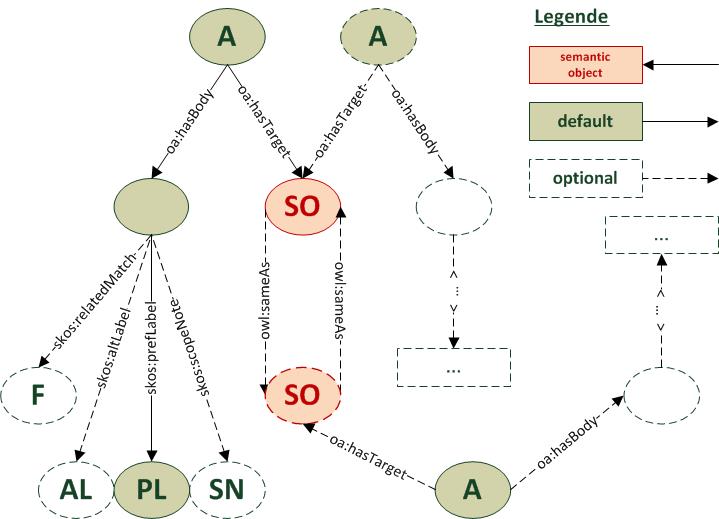 Legende
A
A
semantic
object
oa:hasBody
oa:hasTarget
oa:hasTarget
oa:hasBody
default
optional
SO
...
skos:relatedMatch
skos:altLabel
skos:prefLabel
skos:scopeNote
owl:sameAs
owl:sameAs
< ... >
< ... >
...
F
SO
oa:hasTarget
oa:hasBody
AL
PL
SN
A